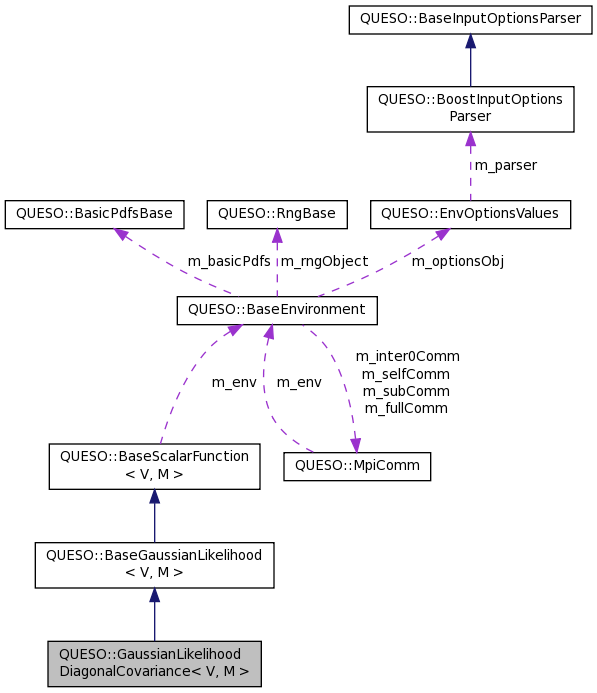 QUESO::BaseInputOptionsParser
QUESO::BoostInputOptions
Parser
m_parser
QUESO::BasicPdfsBase
QUESO::RngBase
QUESO::EnvOptionsValues
m_basicPdfs
m_rngObject
m_optionsObj
QUESO::BaseEnvironment
m_env
m_env
m_inter0Comm
m_selfComm
m_subComm
m_fullComm
QUESO::BaseScalarFunction
< V, M >
QUESO::MpiComm
QUESO::BaseGaussianLikelihood
< V, M >
QUESO::GaussianLikelihood
DiagonalCovariance< V, M >